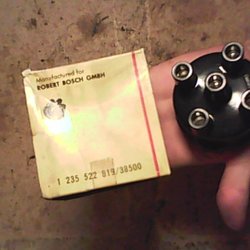 Manufactured for
ROBERT BOSCH GMBH
1 235 522 819/38500